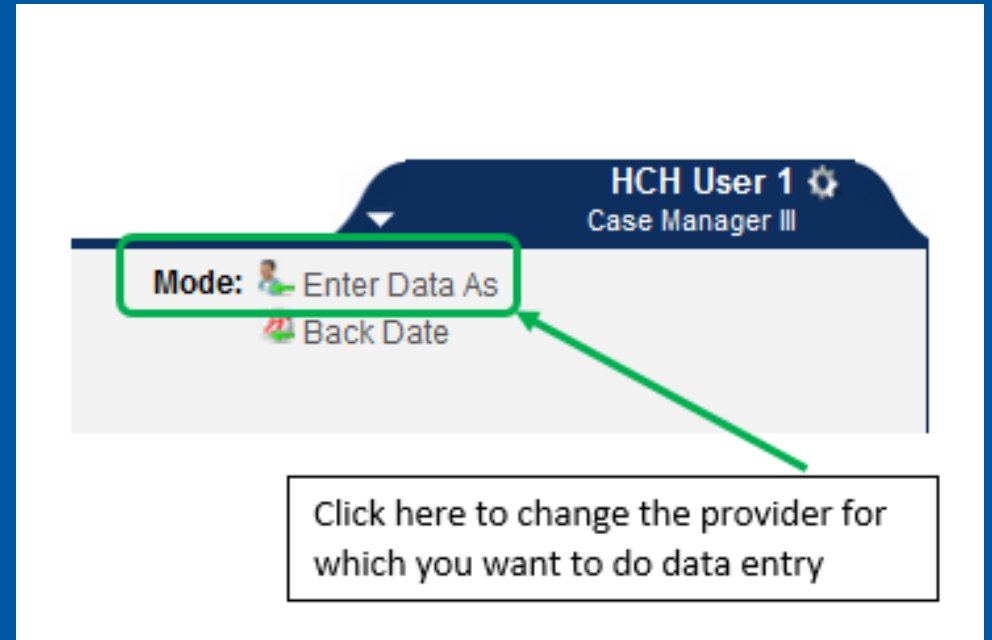 HCH User 1
Case Manager III
Mode: Enter Data As
Back Date
Click here to change the provider for
which you want to do data entry